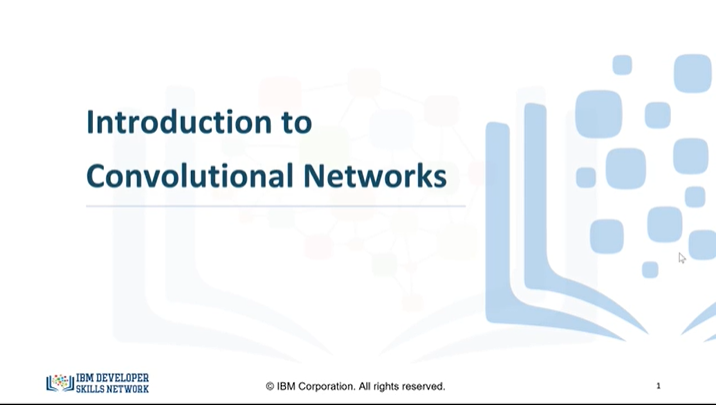 Introduction to
Convolutional Networks
IBM DEVELOPER
SKILLS NETWORK
© IBM Corporation. All rights reserved.
1